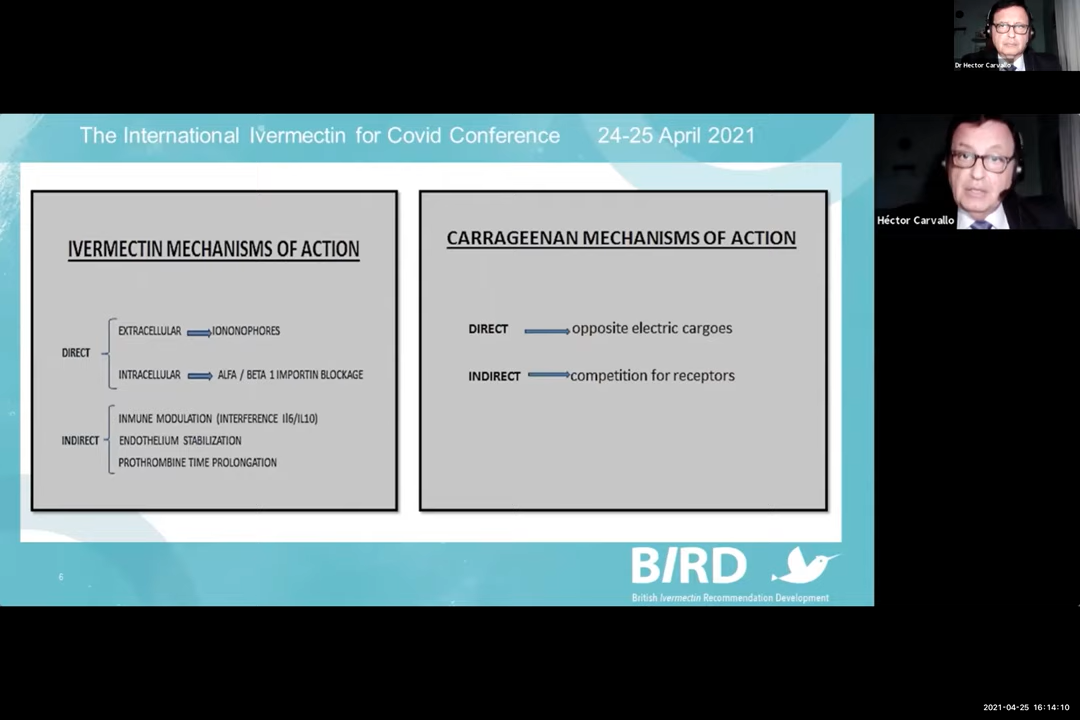 Dr Hector Carvallo
The International Ivermectin for Covid Conference 24-25 April 2021
Héctor Carvallo
IVERMECTIN MECHANISMS OF ACTION
DIRECT
EXTRACELLULAR IONONOPHORES
INTRACELLULAR ALFA / BETA 1 IMPORTIN BLOCKAGE
INDIRECT
INMUNE MODULATION (INTERFERENCE Il6/IL10)
ENDOTHELIUM STABILIZATION
PROTHROMBINE TIME PROLONGATION
CARRAGEENAN MECHANISMS OF ACTION
DIRECT opposite electric cargoes
INDIRECT competition for receptors
6
BIRD
British Ivermectin Recommendation Development
2021-04-25 16:14:10